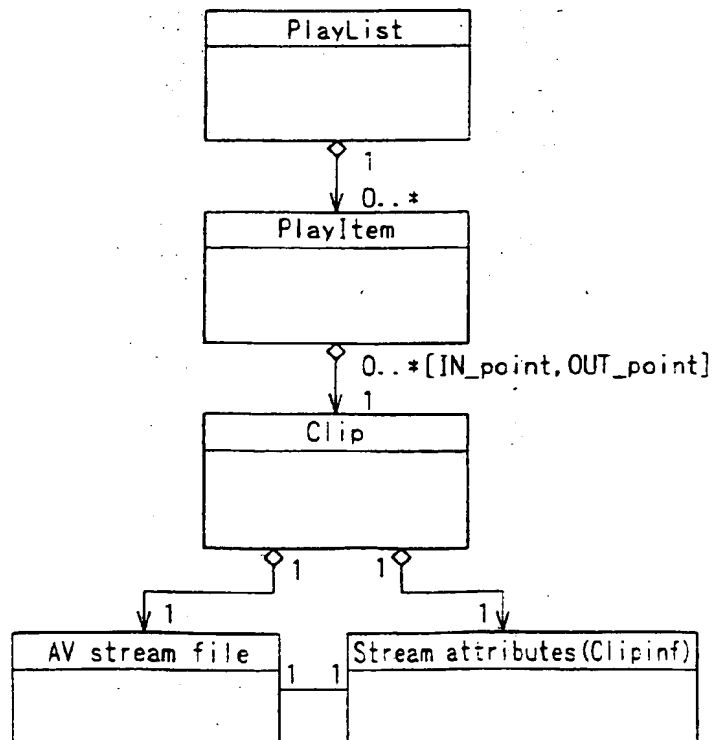 PlayList
1
0..*
PlayItem
0..*[IN_point,OUT_point]
1
Clip
1
1
1
1
AV stream file
1
1
Stream attributes(Clipinf)